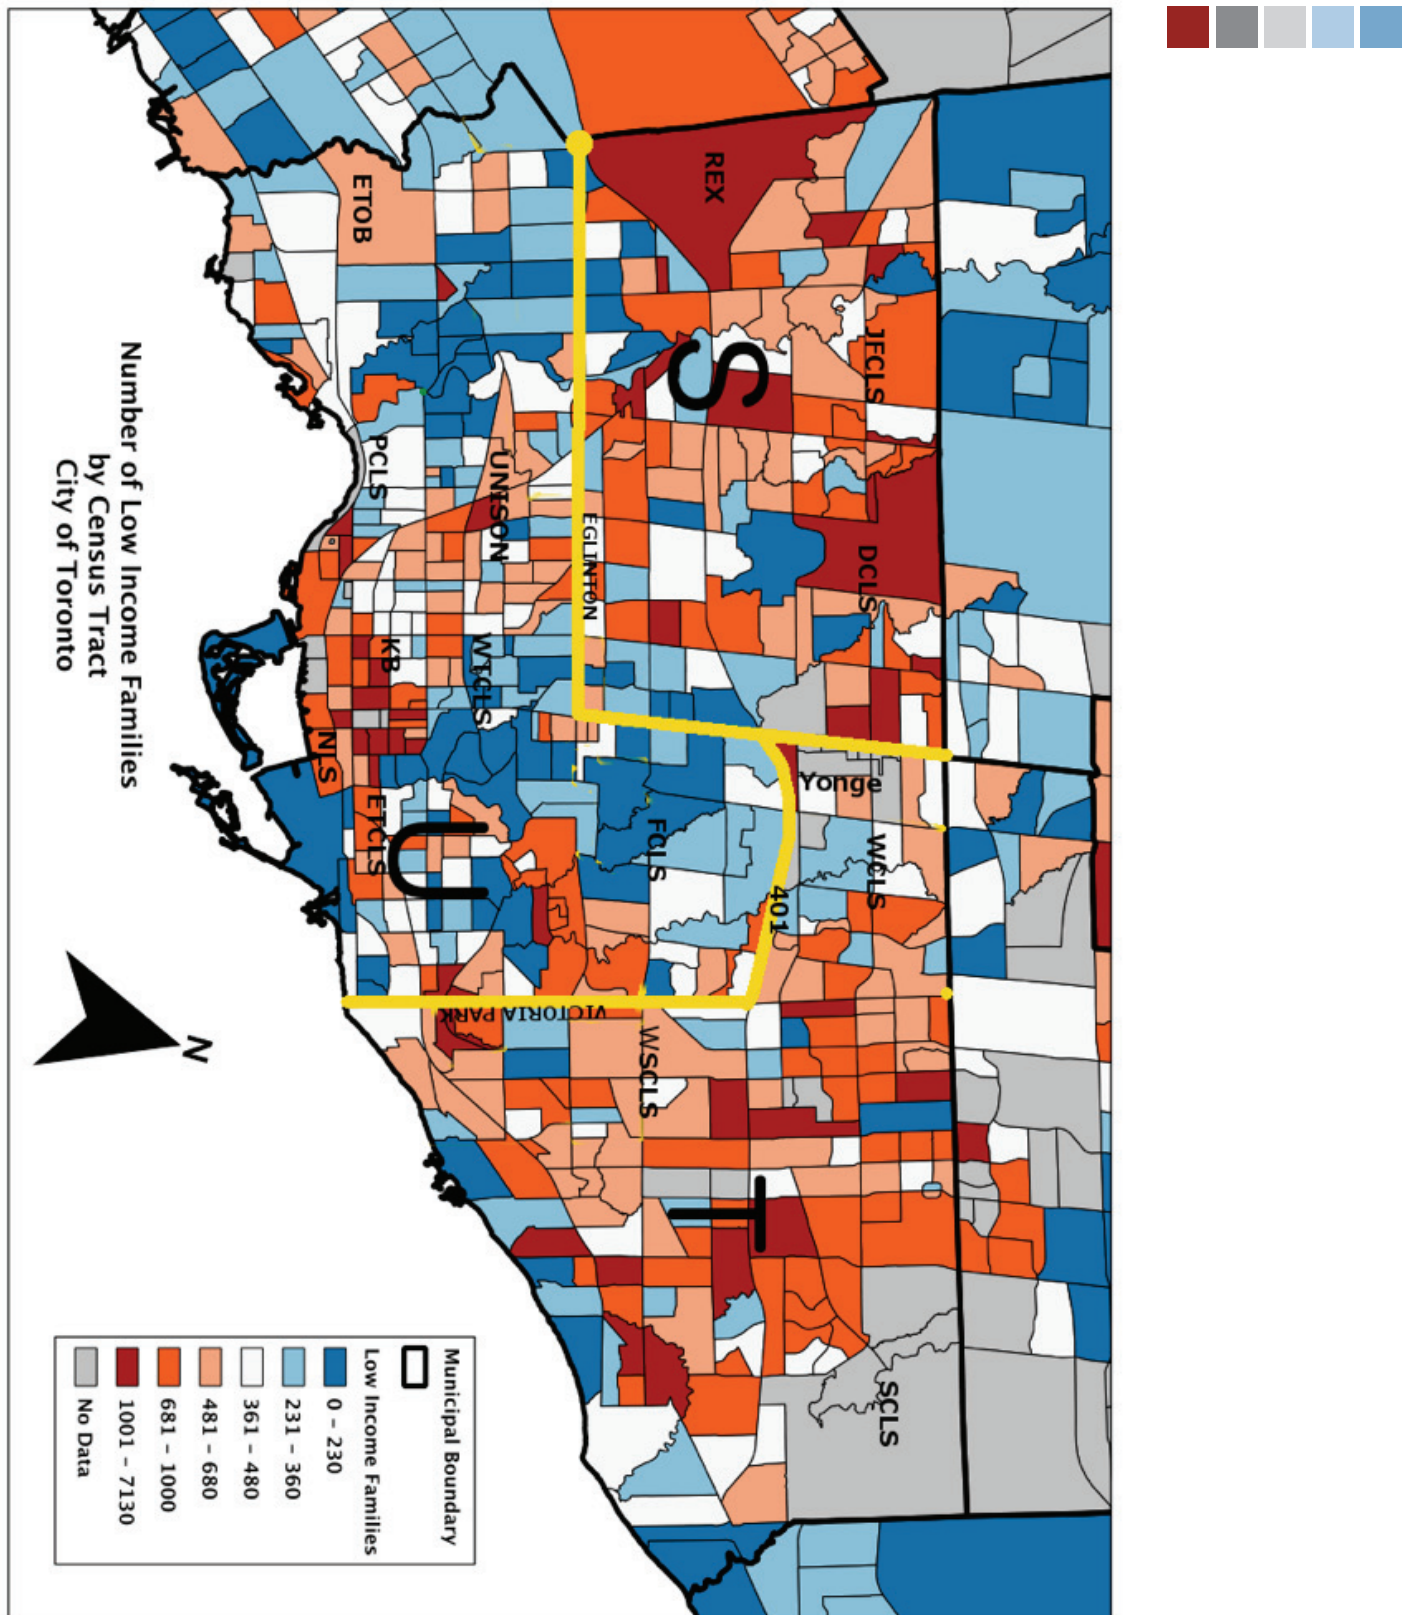 JFCLS
DCLS
WCLS
SCLS
Yonge
401
REX
S
T
FCLS
WSCLS
EGLINTON
VICTORIA PARK
UNISON
WTCLS
U
KB
ETOB
PCLS
ETCLS
NLS
N
Number of Low Income Families
by Census Tract
City of Toronto
Municipal Boundary
Low Income Families
0 – 230
231 – 360
361 – 480
481 – 680
681 – 1000
1001 – 7130
No Data